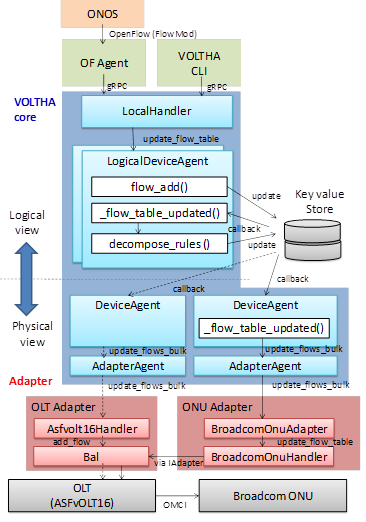 ONOS
OpenFlow (FlowMod)
OF Agent
VOLTHA
CLI
gRPC
gRPC
VOLTHA
core
LocalHandler
update_flow_table
LogicalDeviceAgent
flow_add()
update
Key value
Store
_flow_table_updated()
callback
Logical
view
decompose_rules ()
update
callback
callback
DeviceAgent
DeviceAgent
Physical
view
_flow_table_updated()
update_flows_bulk
update_flows_bulk
AdapterAgent
AdapterAgent
Adapter
update_flows_bulk
update_flows_bulk
OLT Adapter
ONU Adapter
Asfvolt16Handler
BroadcomOnuAdapter
add_flow
update_flow_table
Bal
via IAdapter
BroadcomOnuHandler
OLT
(ASFvOLT16)
OMCI
Broadcom ONU